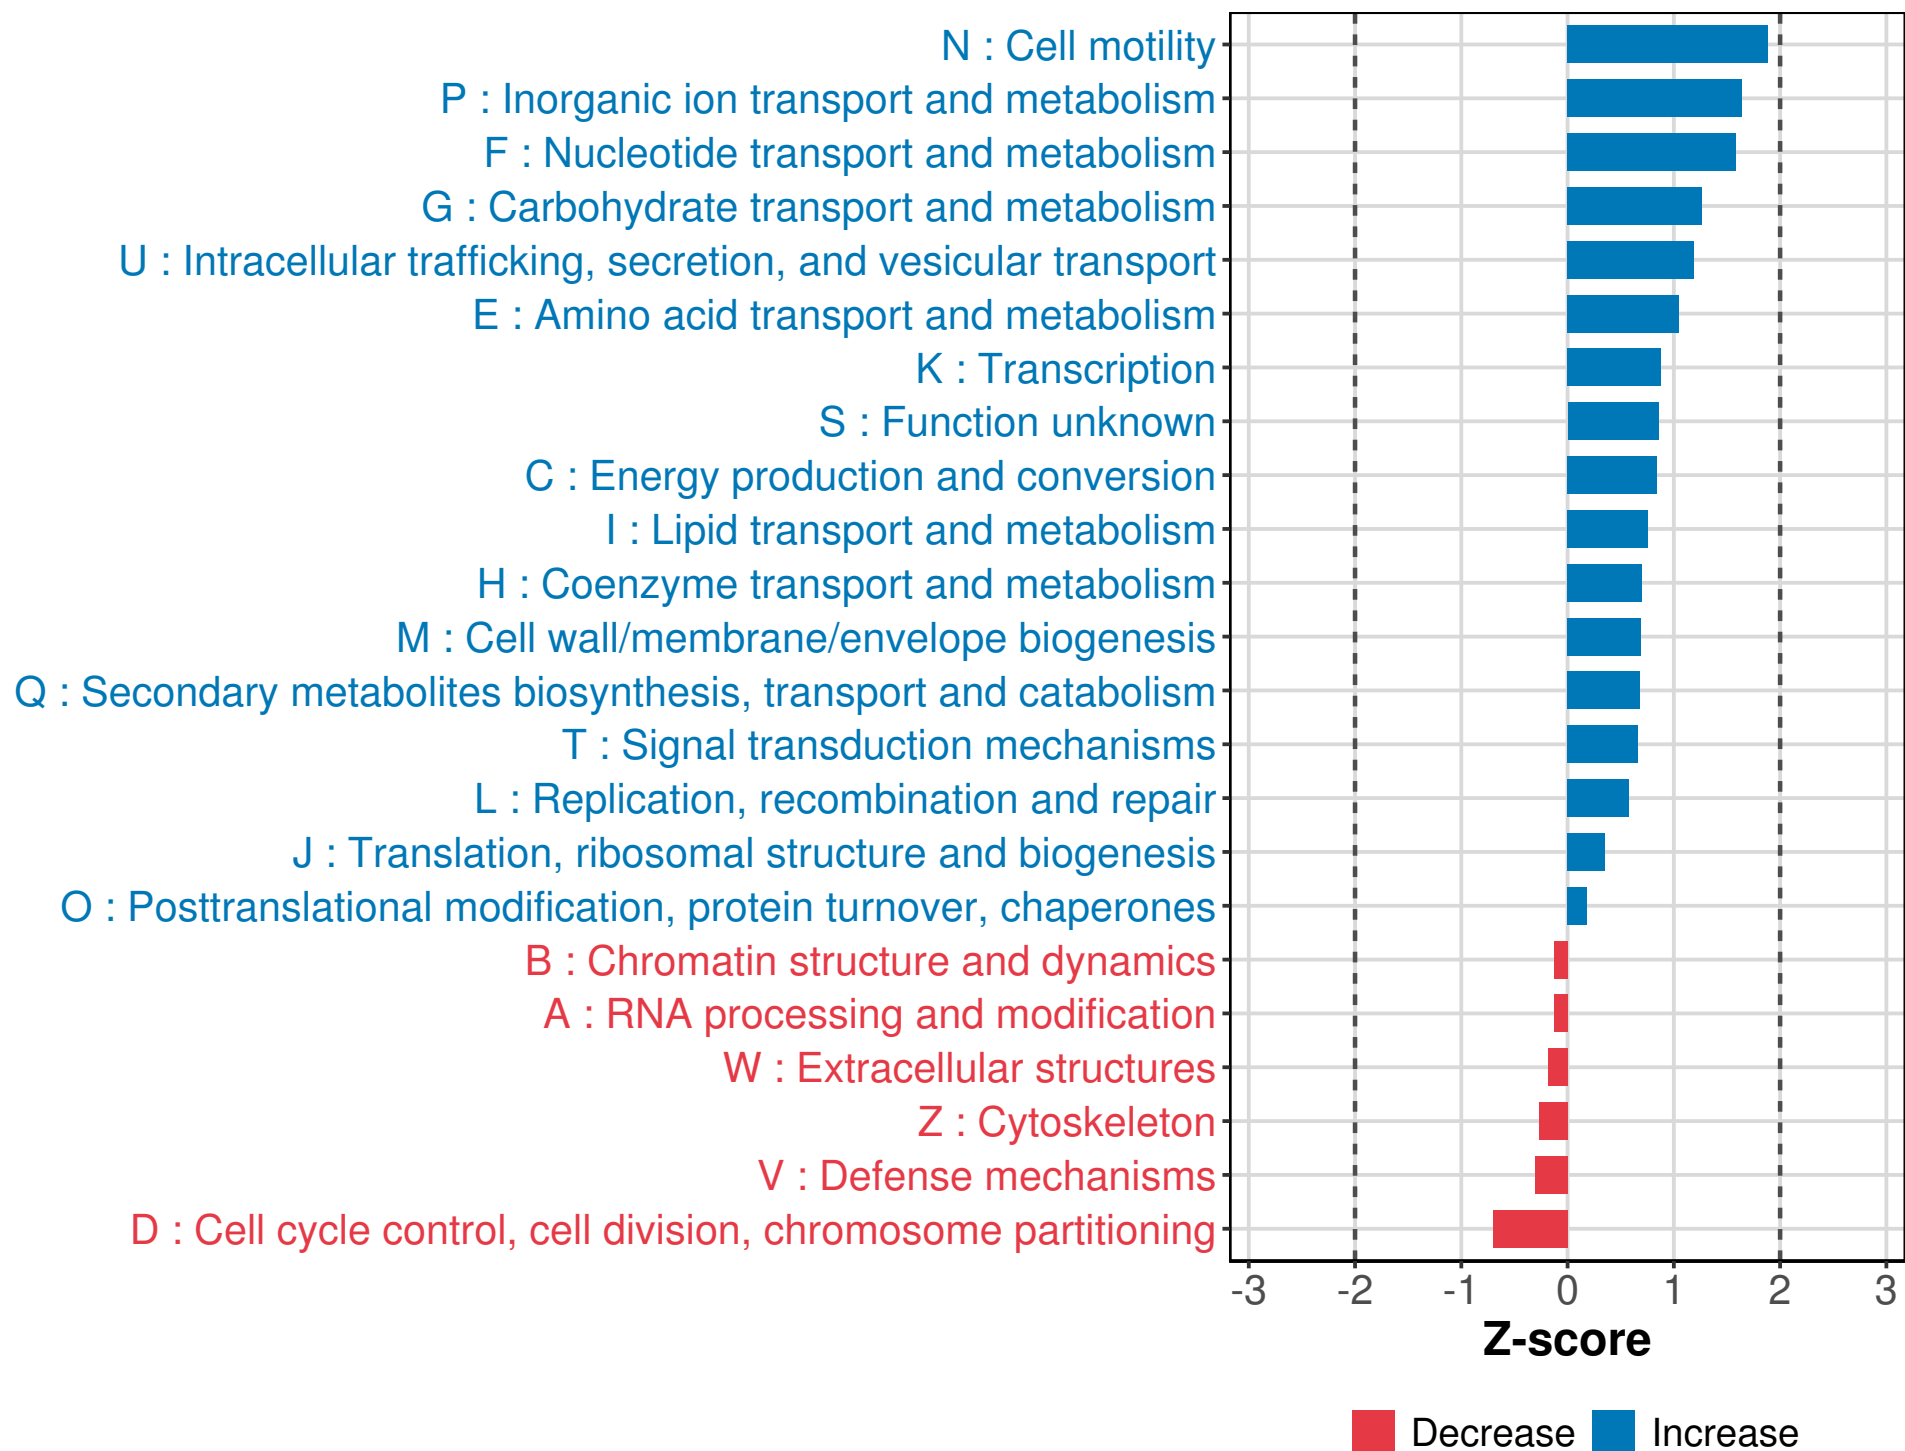 N : Cell motility
P : Inorganic ion transport and metabolism
F : Nucleotide transport and metabolism
G : Carbohydrate transport and metabolism
U : Intracellular trafficking, secretion, and vesicular transport
E : Amino acid transport and metabolism
K : Transcription
S : Function unknown
C : Energy production and conversion
I : Lipid transport and metabolism
H : Coenzyme transport and metabolism
M : Cell wall/membrane/envelope biogenesis
Q : Secondary metabolites biosynthesis, transport and catabolism
T : Signal transduction mechanisms
L : Replication, recombination and repair
J : Translation, ribosomal structure and biogenesis
O : Posttranslational modification, protein turnover, chaperones
B : Chromatin structure and dynamics
A : RNA processing and modification
W : Extracellular structures
Z : Cytoskeleton
V : Defense mechanisms
D : Cell cycle control, cell division, chromosome partitioning
-3 -2 -1 0 1 2 3
Z-score
Decrease Increase